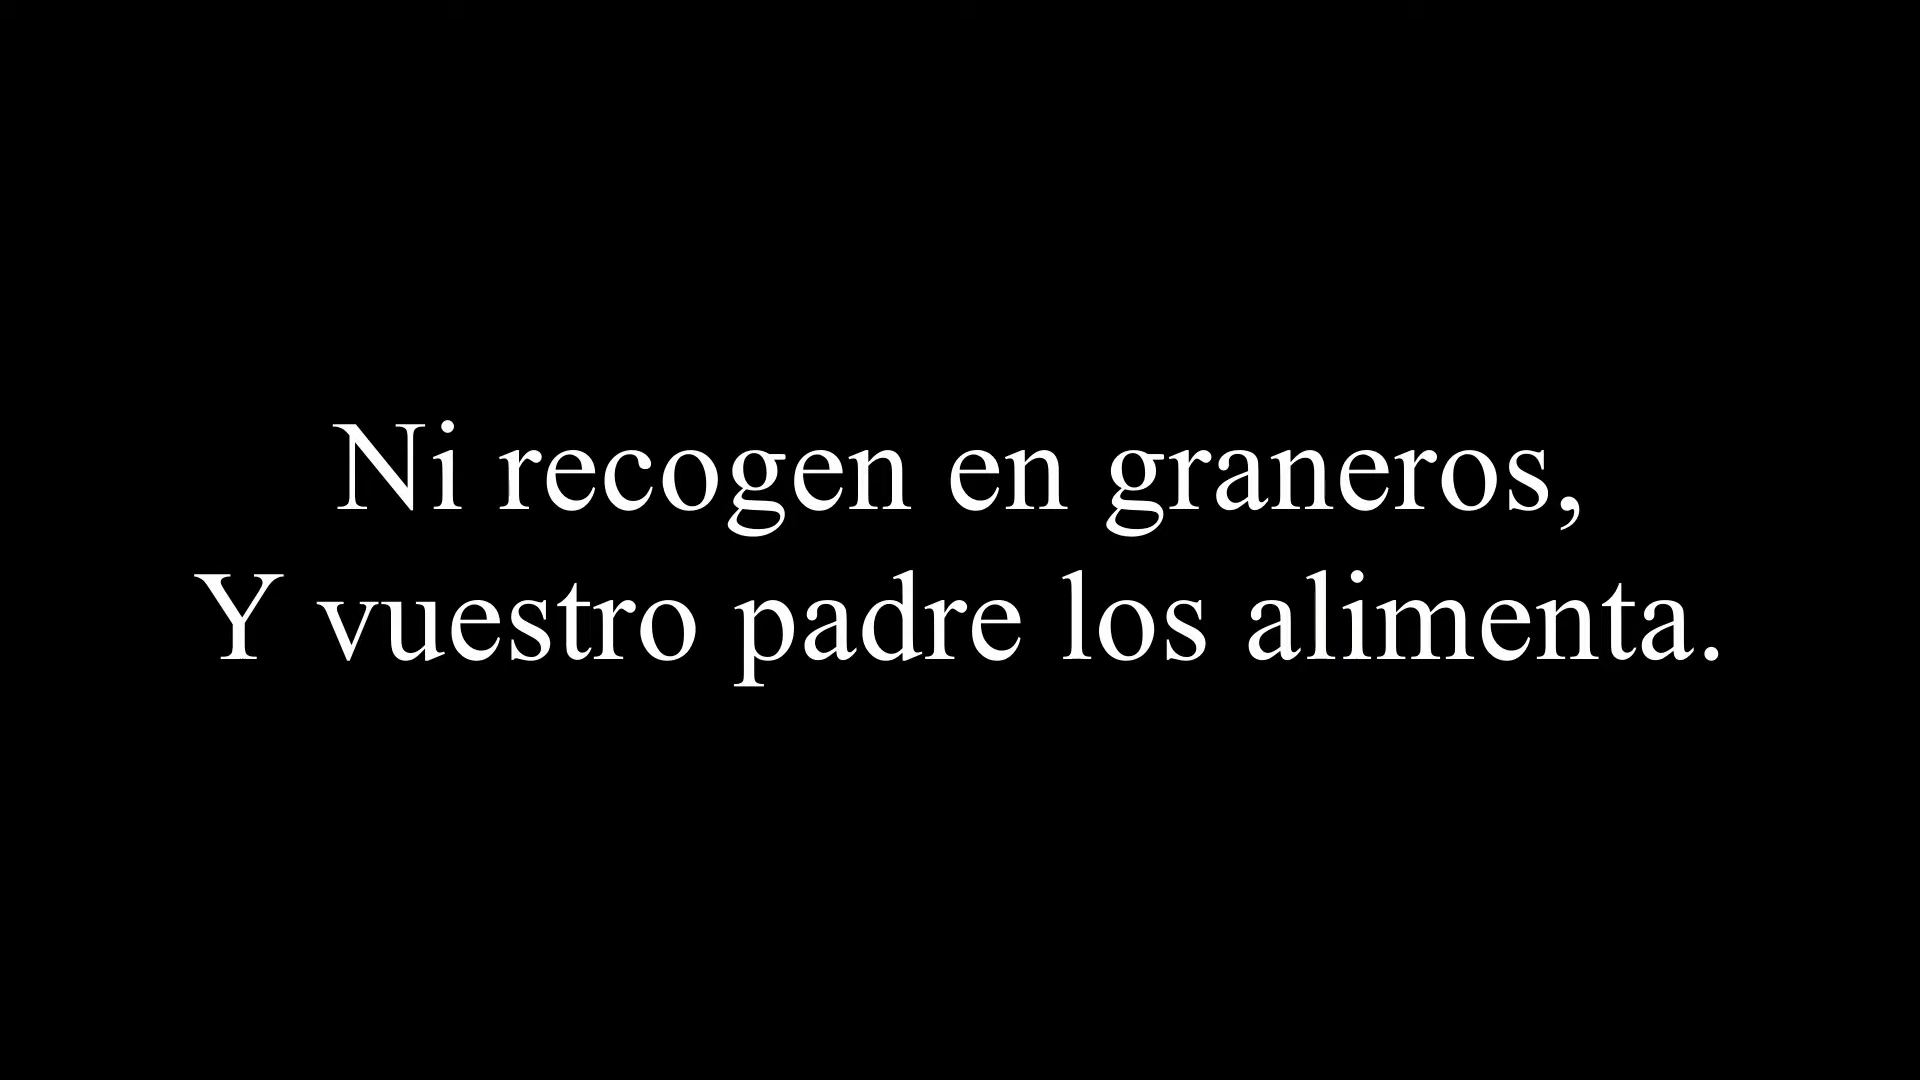 Ni recogen en graneros,
Y vuestro padre los alimenta.